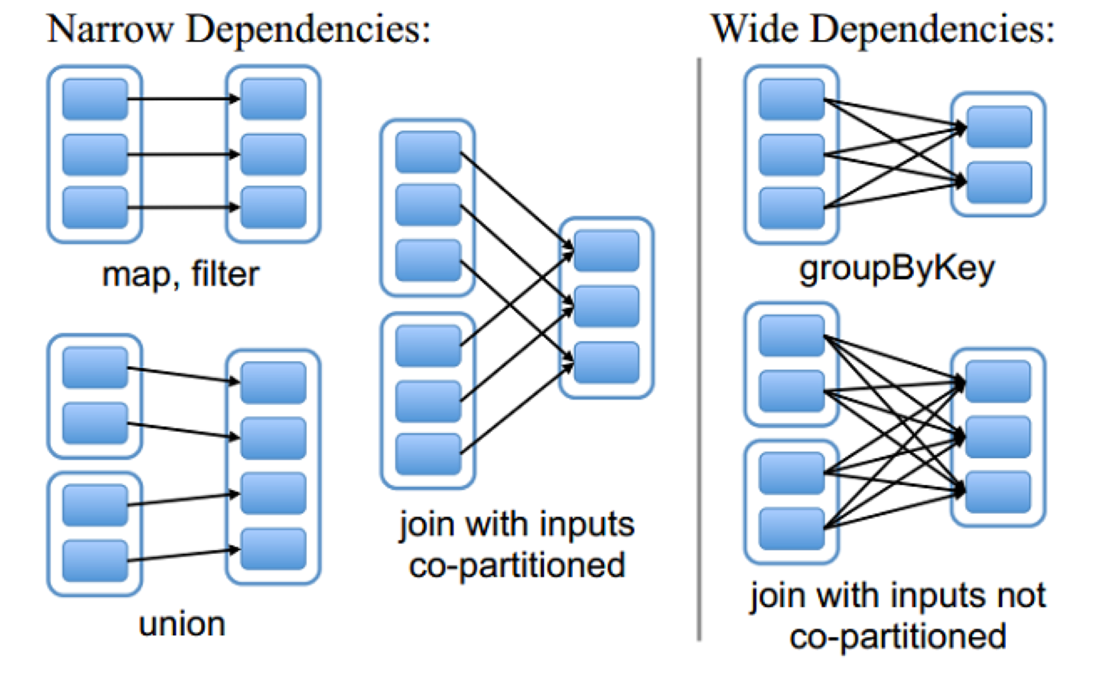 Narrow Dependencies:
map, filter
union
join with inputs
co-partitioned
Wide Dependencies:
groupByKey
join with inputs not
co-partitioned